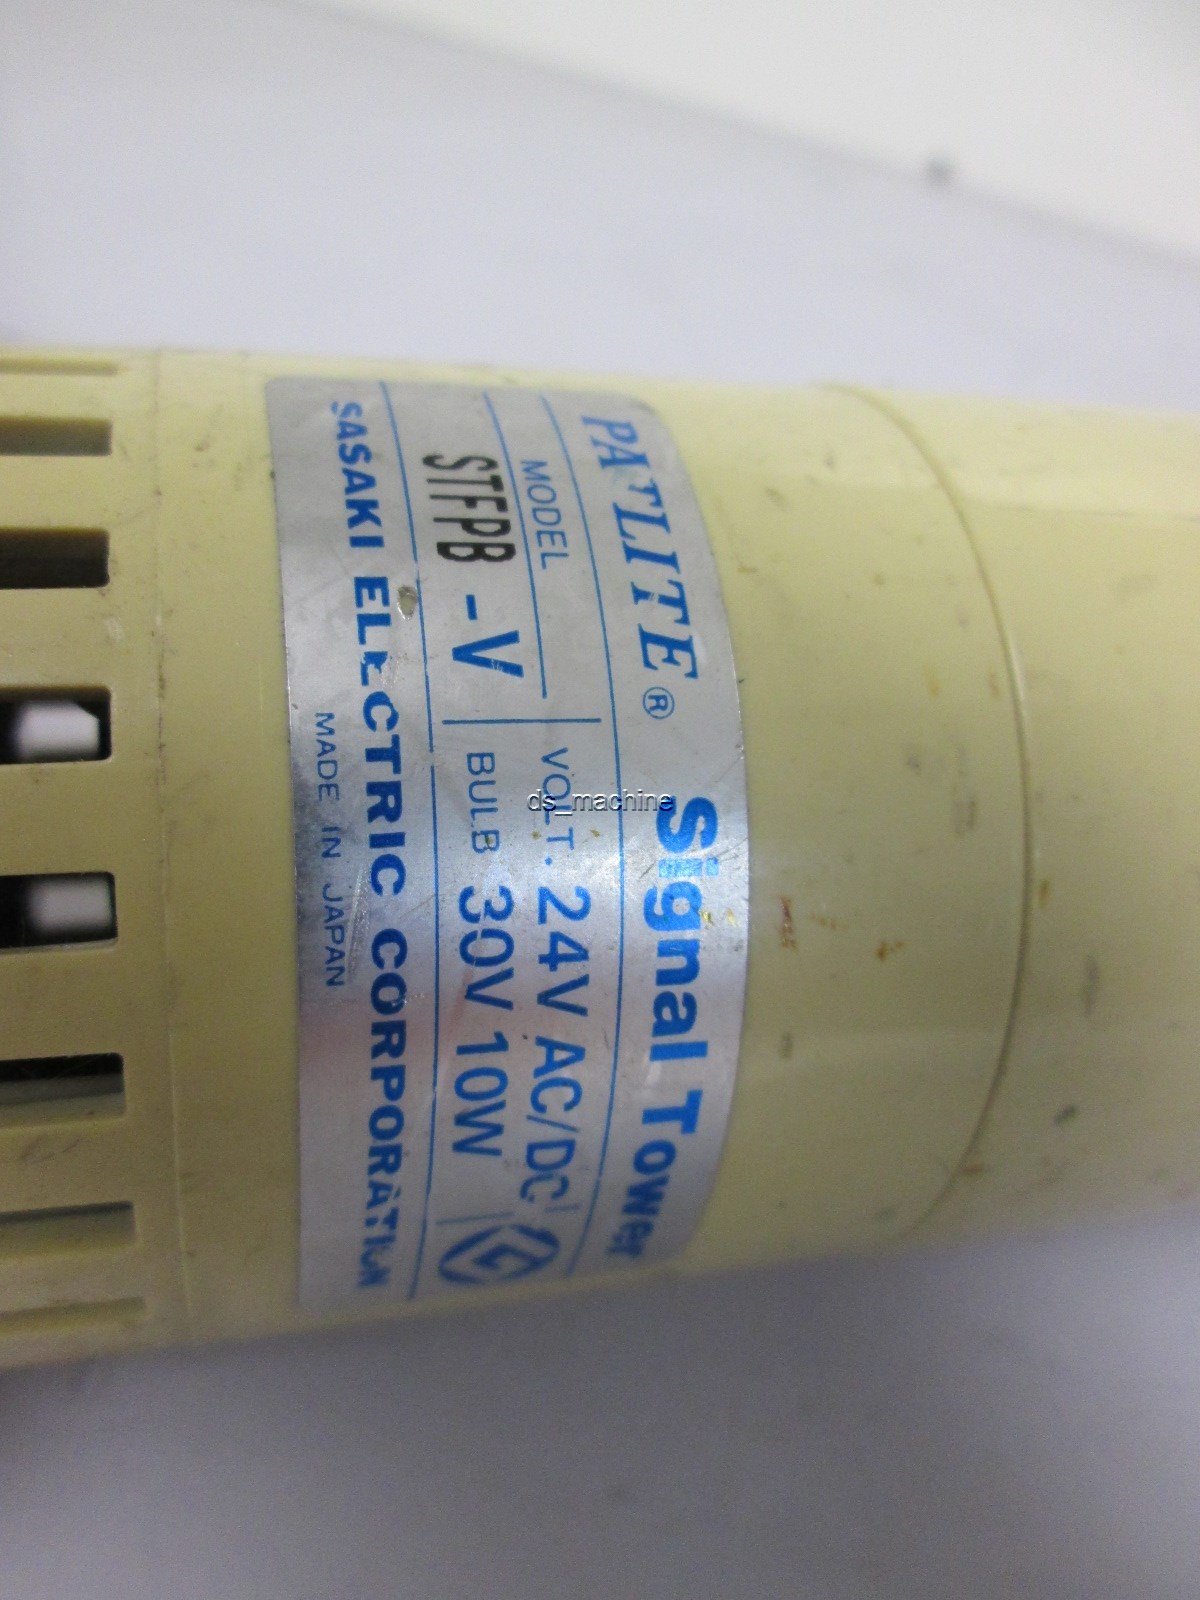 PATLITE® Signal Tower
MODEL
STFPB -V
VOLT. 24V AC/DC
BULB 30V 10W
SASAKI ELECTRIC CORPORATION
MADE IN JAPAN
ds_machine